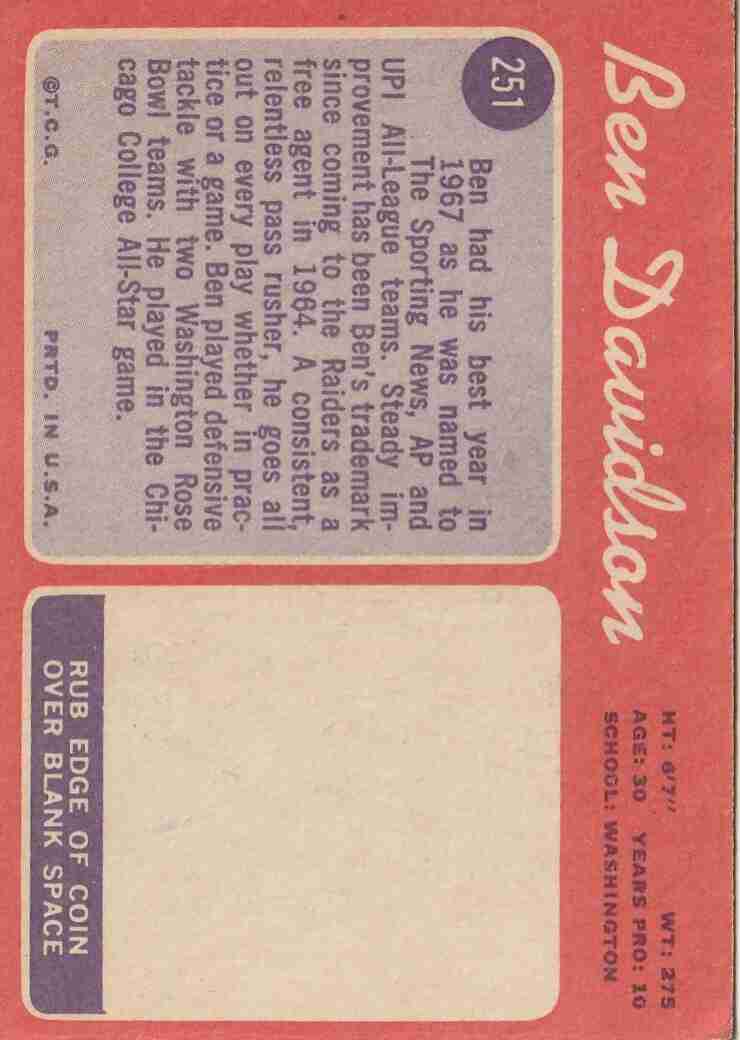 Ben Davidson
HT: 6'7" WT: 275
AGE: 30 YEARS PRO: 10
SCHOOL: WASHINGTON
251
Ben had his best year in
1967 as he was named to
The Sporting News, AP and
UPI All-League teams. Steady im-
provement has been Ben's trademark
since coming to the Raiders as a
free agent in 1964. A consistent,
relentless pass rusher, he goes all
out on every play whether in prac-
tice or a game. Ben played defensive
tackle with two Washington Rose
Bowl teams. He played in the Chi-
cago College All-Star game.
©T.C.G. PRTD. IN U.S.A.
RUB EDGE OF COIN
OVER BLANK SPACE